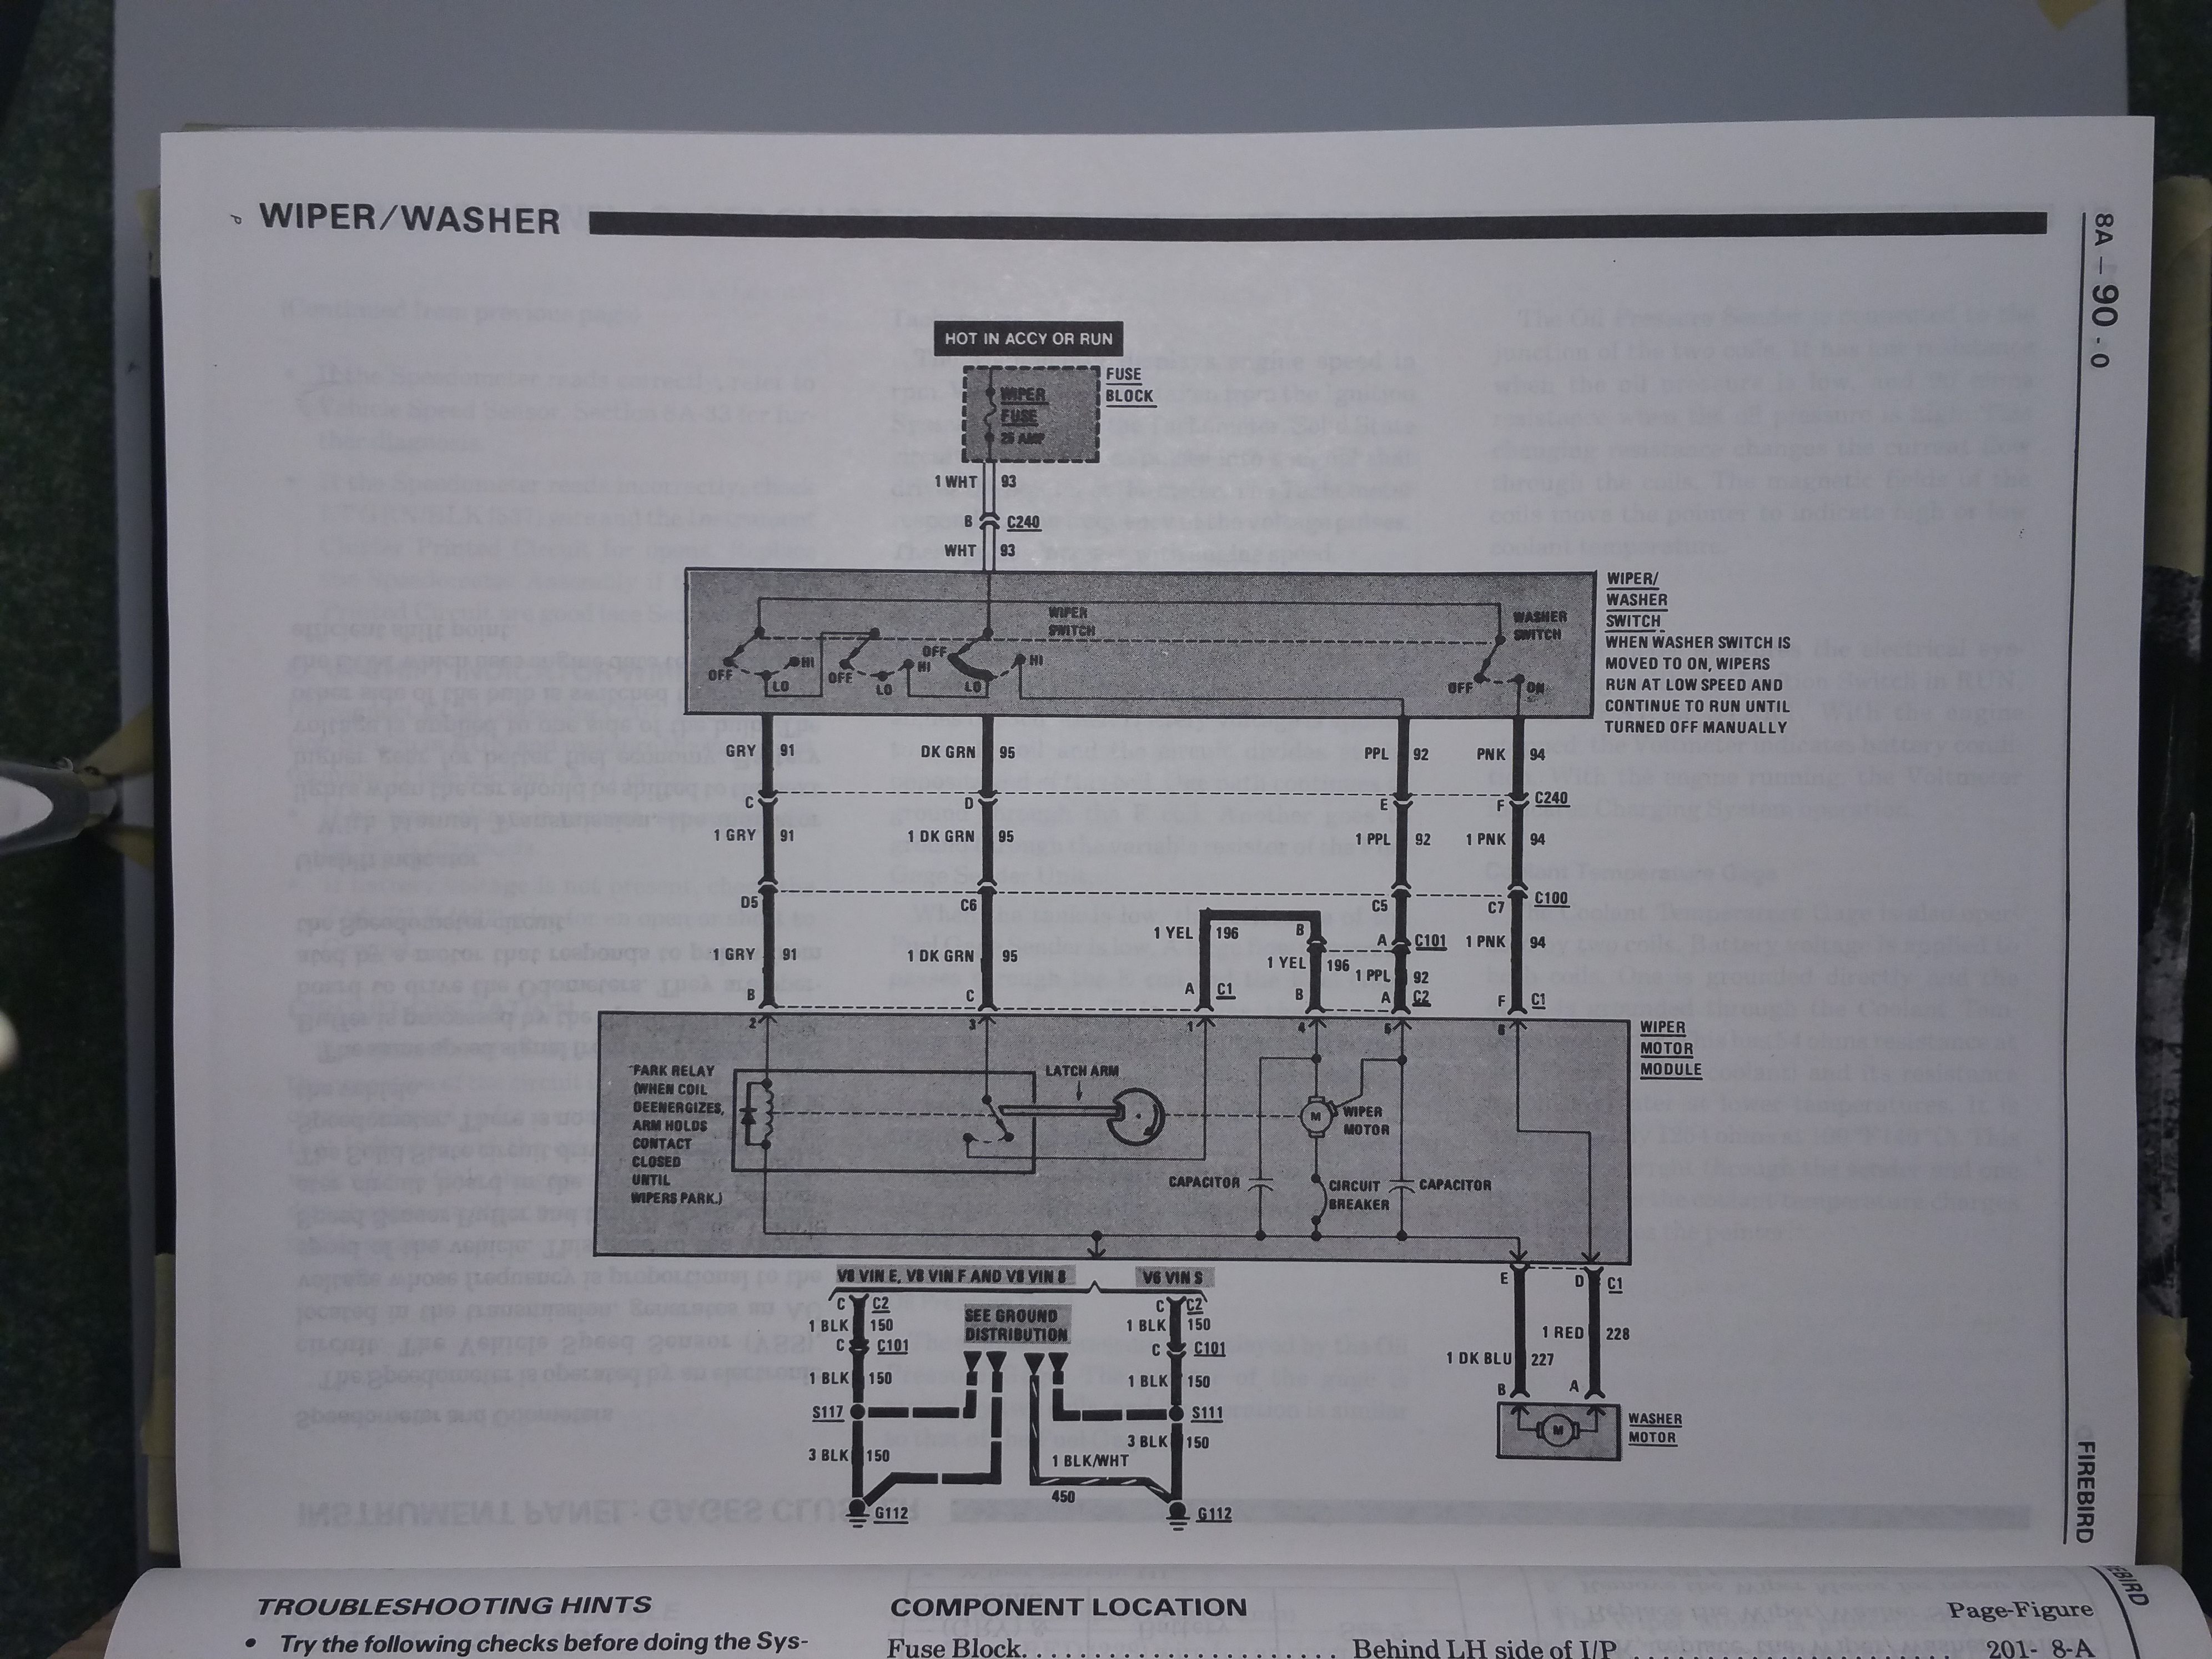 WIPER/WASHER
8A — 90 - 0
FIREBIRD
HOT IN ACCY OR RUN
FUSE
BLOCK
WIPER
FUSE
25 AMP
1 WHT 93
B C240
WHT 93
WIPER/
WASHER
SWITCH
WHEN WASHER SWITCH IS
MOVED TO ON, WIPERS
RUN AT LOW SPEED AND
CONTINUE TO RUN UNTIL
TURNED OFF MANUALLY
WIPER
SWITCH
WASHER
SWITCH
OFF LO HI
OFF LO HI
OFF LO HI
OFF ON
GRY 91 DK GRN 95 PPL 92 PNK 94
C D E F C240
1 GRY 91 1 DK GRN 95 1 PPL 92 1 PNK 94
D5 C6 C5 C7 C100
1 YEL 196 B A C101 1 PNK 94
1 GRY 91 1 DK GRN 95 1 YEL 196 1 PPL 92
B C A C1 B A C2 F C1
2 3 1 4 5 6
WIPER
MOTOR
MODULE
PARK RELAY
(WHEN COIL
DEENERGIZES,
ARM HOLDS
CONTACT
CLOSED
UNTIL
WIPERS PARK.)
LATCH ARM
M
WIPER
MOTOR
CAPACITOR
CIRCUIT
BREAKER
CAPACITOR
V8 VIN E, V8 VIN F AND V8 VIN 8
V6 VIN S
C C2 C C2
1 BLK 150 1 BLK 150
SEE GROUND
DISTRIBUTION
C C101 C C101
1 BLK 150 1 BLK 150
S117 S111
3 BLK 150 3 BLK 150
1 BLK/WHT
450
G112 G112
E D C1
1 RED 228
1 DK BLU 227
B A
M
WASHER
MOTOR
TROUBLESHOOTING HINTS
• Try the following checks before doing the Sys-
COMPONENT LOCATION
Page-Figure
Fuse Block. . . . . . . . . . . . . . . . . . . . . . . Behind LH side of I/P . . . . . . . . . . . . . . . . . . . . . . . 201- 8-A